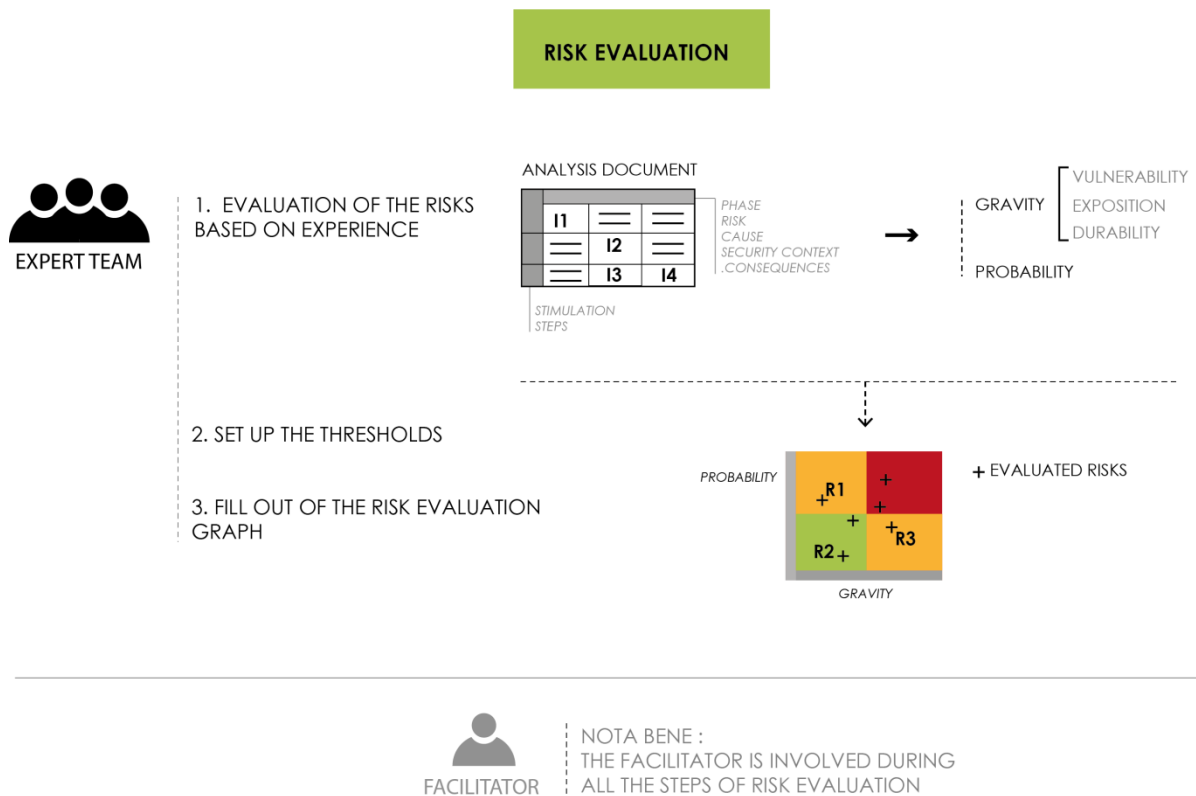 RISK EVALUATION
EXPERT TEAM
1. EVALUATION OF THE RISKS
BASED ON EXPERIENCE
ANALYSIS DOCUMENT
I1
I2
I3
I4
PHASE
RISK
CAUSE
SECURITY CONTEXT
.CONSEQUENCES
STIMULATION
STEPS
GRAVITY
VULNERABILITY
EXPOSITION
DURABILITY
PROBABILITY
2. SET UP THE THRESHOLDS
3. FILL OUT OF THE RISK EVALUATION
GRAPH
PROBABILITY
R1
R2
R3
GRAVITY
+ EVALUATED RISKS
FACILITATOR
NOTA BENE :
THE FACILITATOR IS INVOLVED DURING
ALL THE STEPS OF RISK EVALUATION